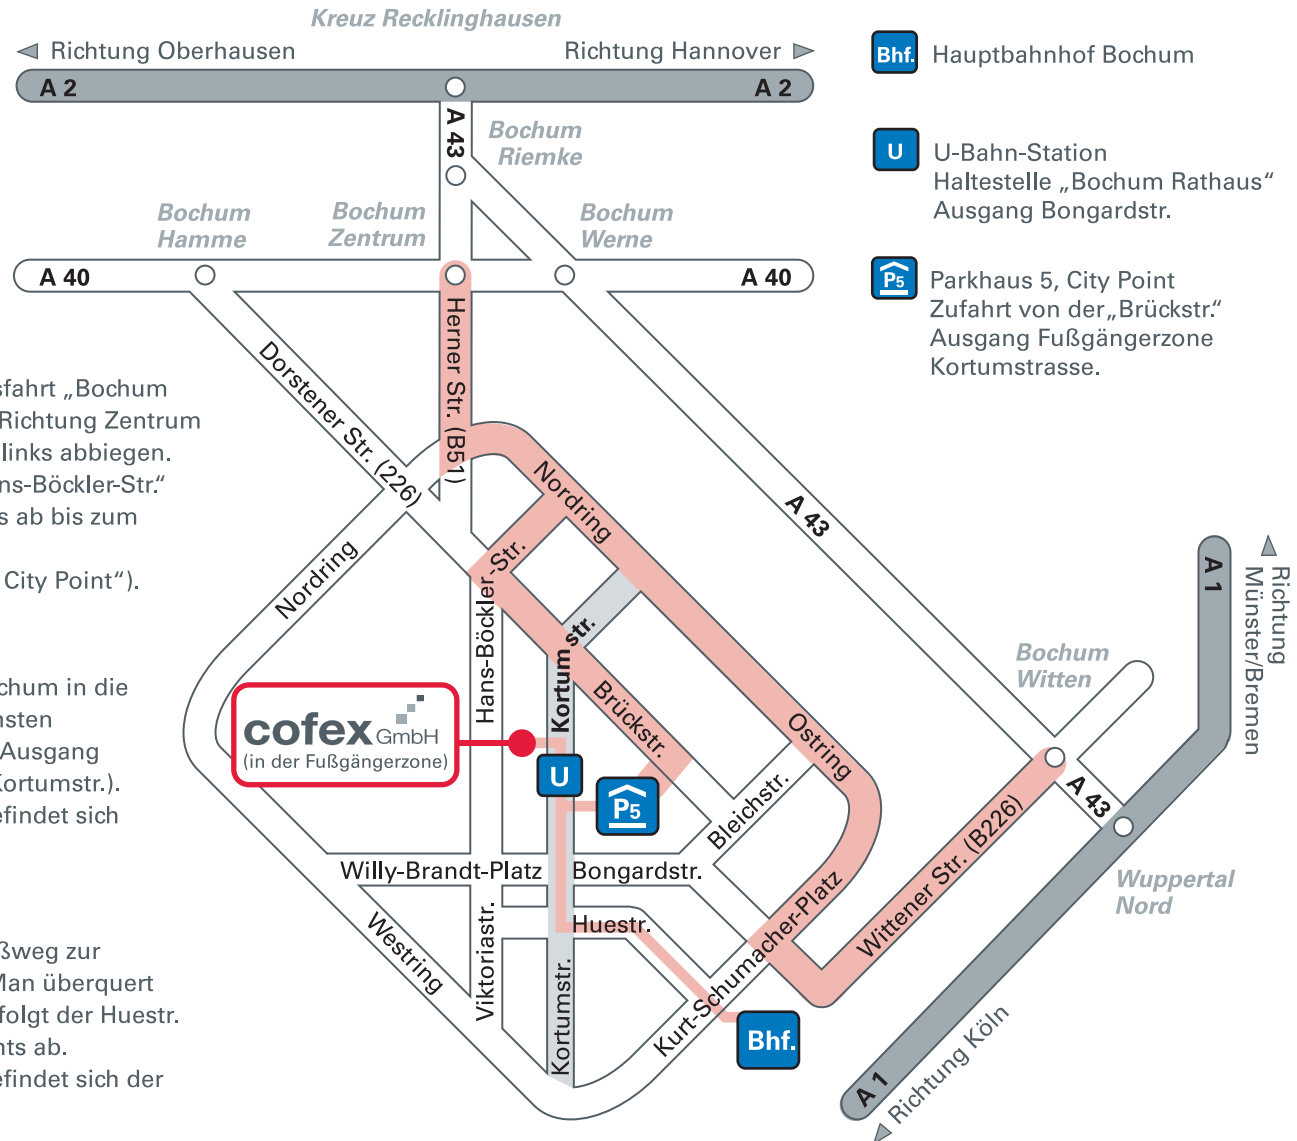 Kreuz Recklinghausen
Richtung Oberhausen
Richtung Hannover
A 2
A 2
A 43
Bochum
Riemke
Bochum
Hamme
Bochum
Zentrum
Bochum
Werne
A 40
A 40
Bhf.
Hauptbahnhof Bochum
U
U-Bahn-Station
Haltestelle „Bochum Rathaus“
Ausgang Bongardstr.
P5
Parkhaus 5, City Point
Zufahrt von der „Brückstr.“
Ausgang Fußgängerzone
Kortumstrasse.
sfahrt „Bochum
Richtung Zentrum
links abbiegen.
ns-Böckler-Str.“
s ab bis zum
City Point“).
chum in die
nsten
Ausgang
Kortumstr.).
efindet sich
ßweg zur
Man überquert
folgt der Huestr.
nts ab.
efindet sich der
Dorstener Str. (226)
Herner Str. (B51)
Nordring
Nordring
Hans-Böckler-Str.
Kortumstr.
Brückstr.
Ostring
A 43
cofex GmbH
(in der Fußgängerzone)
U
P5
Bleichstr.
Willy-Brandt-Platz
Bongardstr.
Huestr.
Viktoriastr.
Kortumstr.
Westring
Kurt-Schumacher-Platz
Bhf.
Wittener Str. (B226)
Bochum
Witten
A 43
Wuppertal
Nord
A 1
Richtung
Münster/Bremen
A 1
Richtung Köln